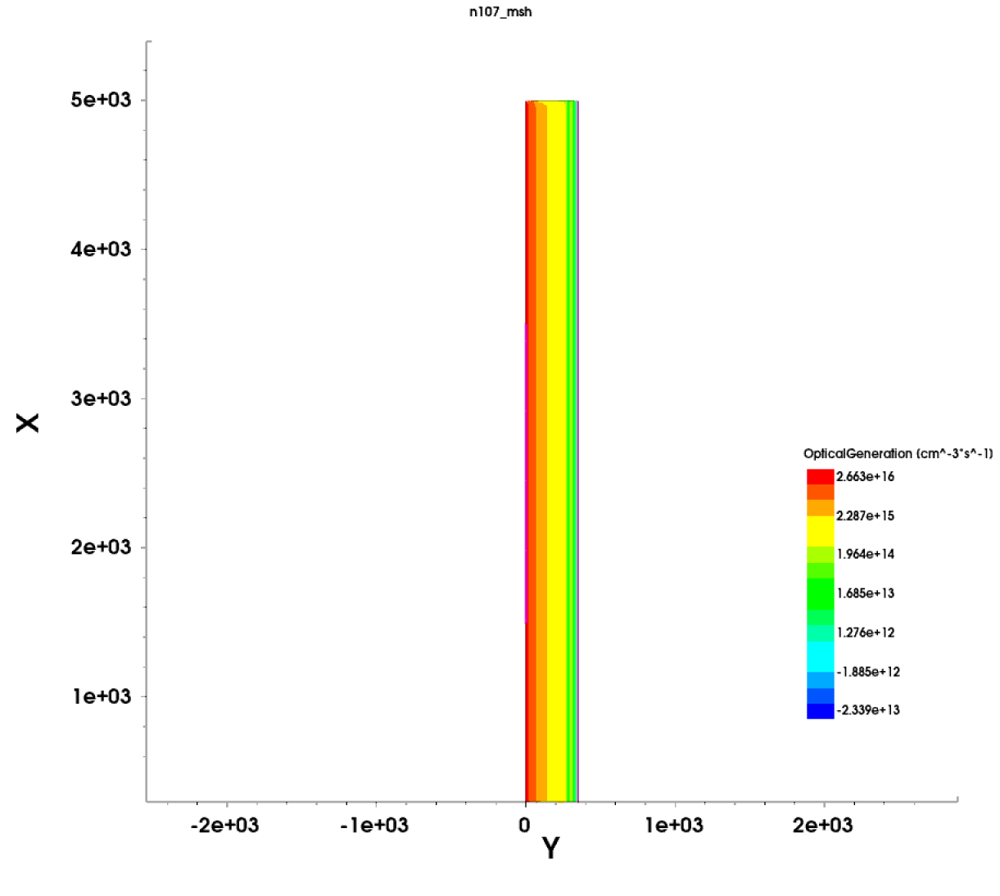 n107_msh
5e+03
4e+03
3e+03
2e+03
1e+03
X
OpticalGeneration (cm^-3*s^-1)
2.663e+16
2.287e+15
1.964e+14
1.685e+13
1.276e+12
-1.885e+12
-2.339e+13
-2e+03 -1e+03 0 1e+03 2e+03
Y